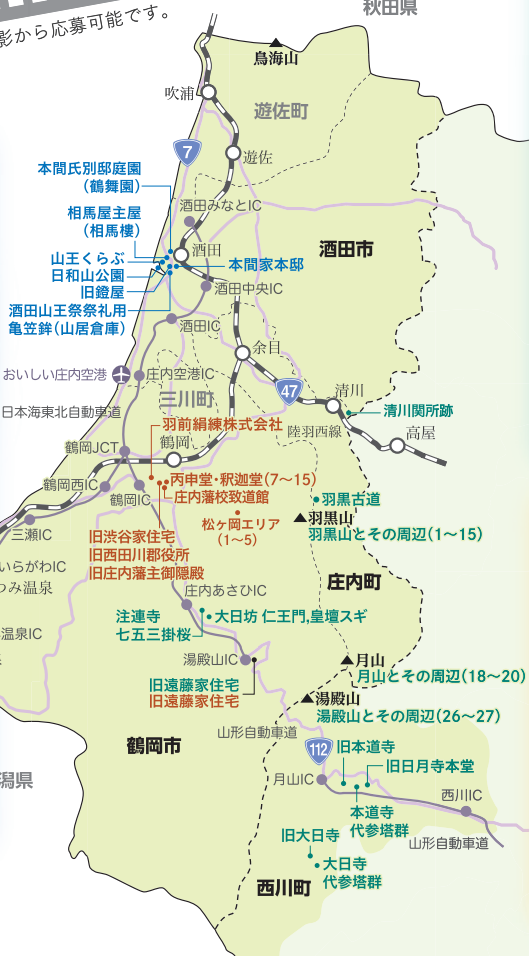 秋田県
影から応募可能です。
鳥海山
吹浦
遊佐町
7
遊佐
本間氏別邸庭園
（鶴舞園）
酒田みなとIC
相馬屋主屋
（相馬樓）
酒田
酒田市
山王くらぶ
本間家本邸
日和山公園
旧鐙屋
酒田中央IC
酒田山王祭祭礼用
亀笠鉾（山居倉庫）
酒田IC
余目
おいしい庄内空港
庄内空港IC
47
清川
三川町
日本海東北自動車道
清川関所跡
羽前絹練株式会社
陸羽西線
高屋
鶴岡JCT
鶴岡
丙申堂・釈迦堂（7～15）
鶴岡西IC
鶴岡IC
庄内藩校致道館
羽黒古道
松ヶ岡エリア
（1～5）
羽黒山
三瀬IC
旧渋谷家住宅
羽黒山とその周辺（1～15）
旧西田川郡役所
いらがわIC
旧庄内藩主御隠殿
つみ温泉
庄内町
庄内あさひIC
注連寺
七五三掛桜
大日坊 仁王門,皇壇スギ
温泉IC
湯殿山IC
月山
月山とその周辺（18～20）
旧遠藤家住宅
旧遠藤家住宅
湯殿山
湯殿山とその周辺（26～27）
山形自動車道
鶴岡市
112
旧本道寺
潟県
月山IC
旧日月寺本堂
西川IC
本道寺
代参塔群
旧大日寺
山形自動車道
大日寺
代参塔群
西川町